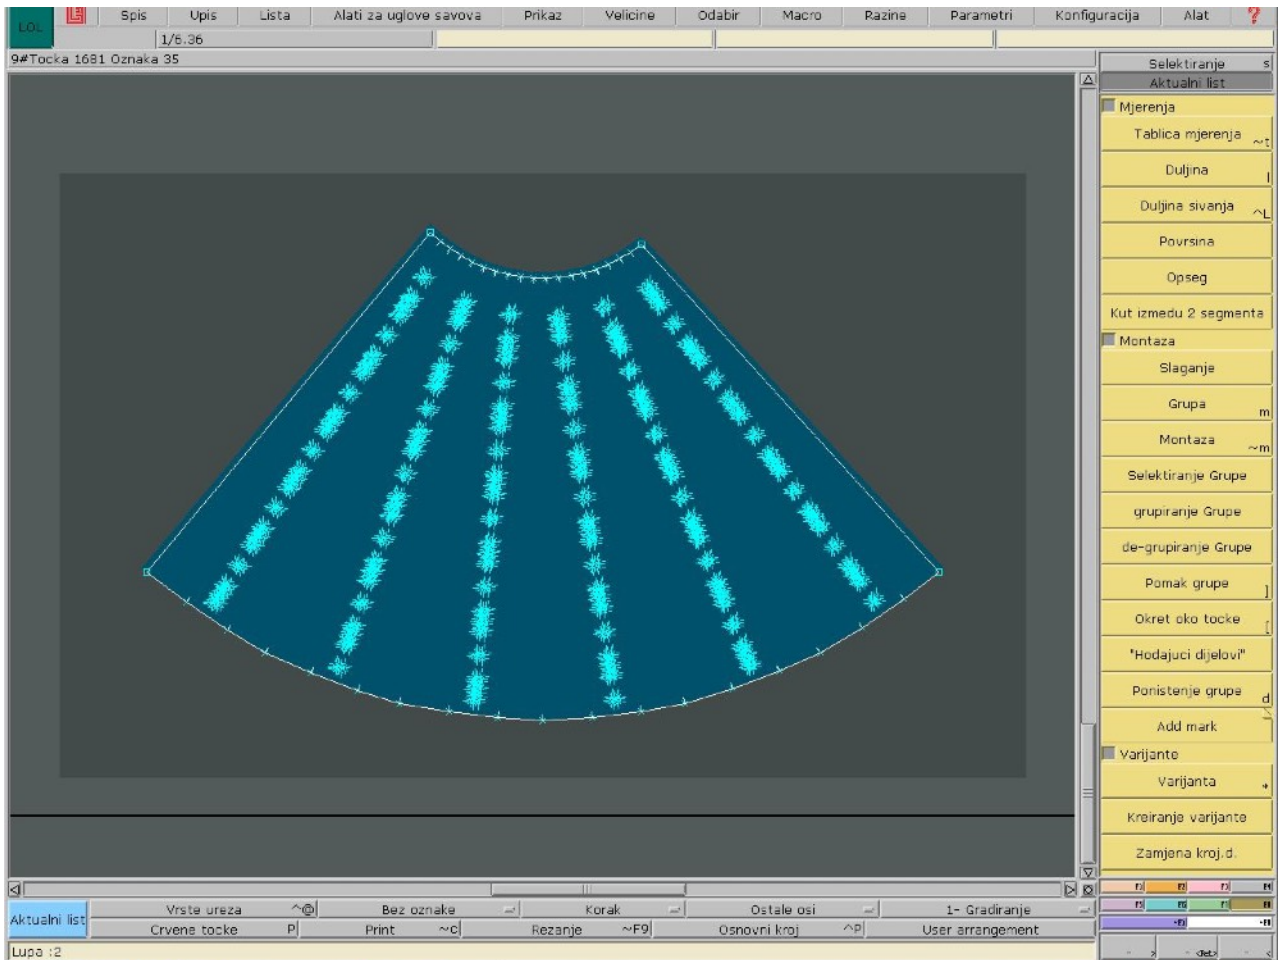 LOL Spis Upis Lista Alati za uglove savova Prikaz Velicine Odabir Macro Razine Parametri Konfiguracija Alat ?
1/6.36
9#Tocka 1681 Oznaka 35
Selektiranje s
Aktualni list
Mjerenja
Tablica mjerenja ~t
Duljina l
Duljina sivanja ^L
Povrsina
Opseg
Kut izmedu 2 segmenta
Montaza
Slaganje
Grupa m
Montaza ~m
Selektiranje Grupe
grupiranje Grupe
de-grupiranje Grupe
Pomak grupe ]
Okret oko tocke [
"Hodajuci dijelovi"
Ponistenje grupe d
Add mark
Varijante
Varijanta
Kreiranje varijante
Zamjena kroj.d.
Aktualni list
Vrste ureza ^@ Bez oznake Korak Ostale osi 1- Gradiranje
Crvene tocke P Print ~c Rezanje ~F9 Osnovni kroj ^P User arrangement
Lupa :2